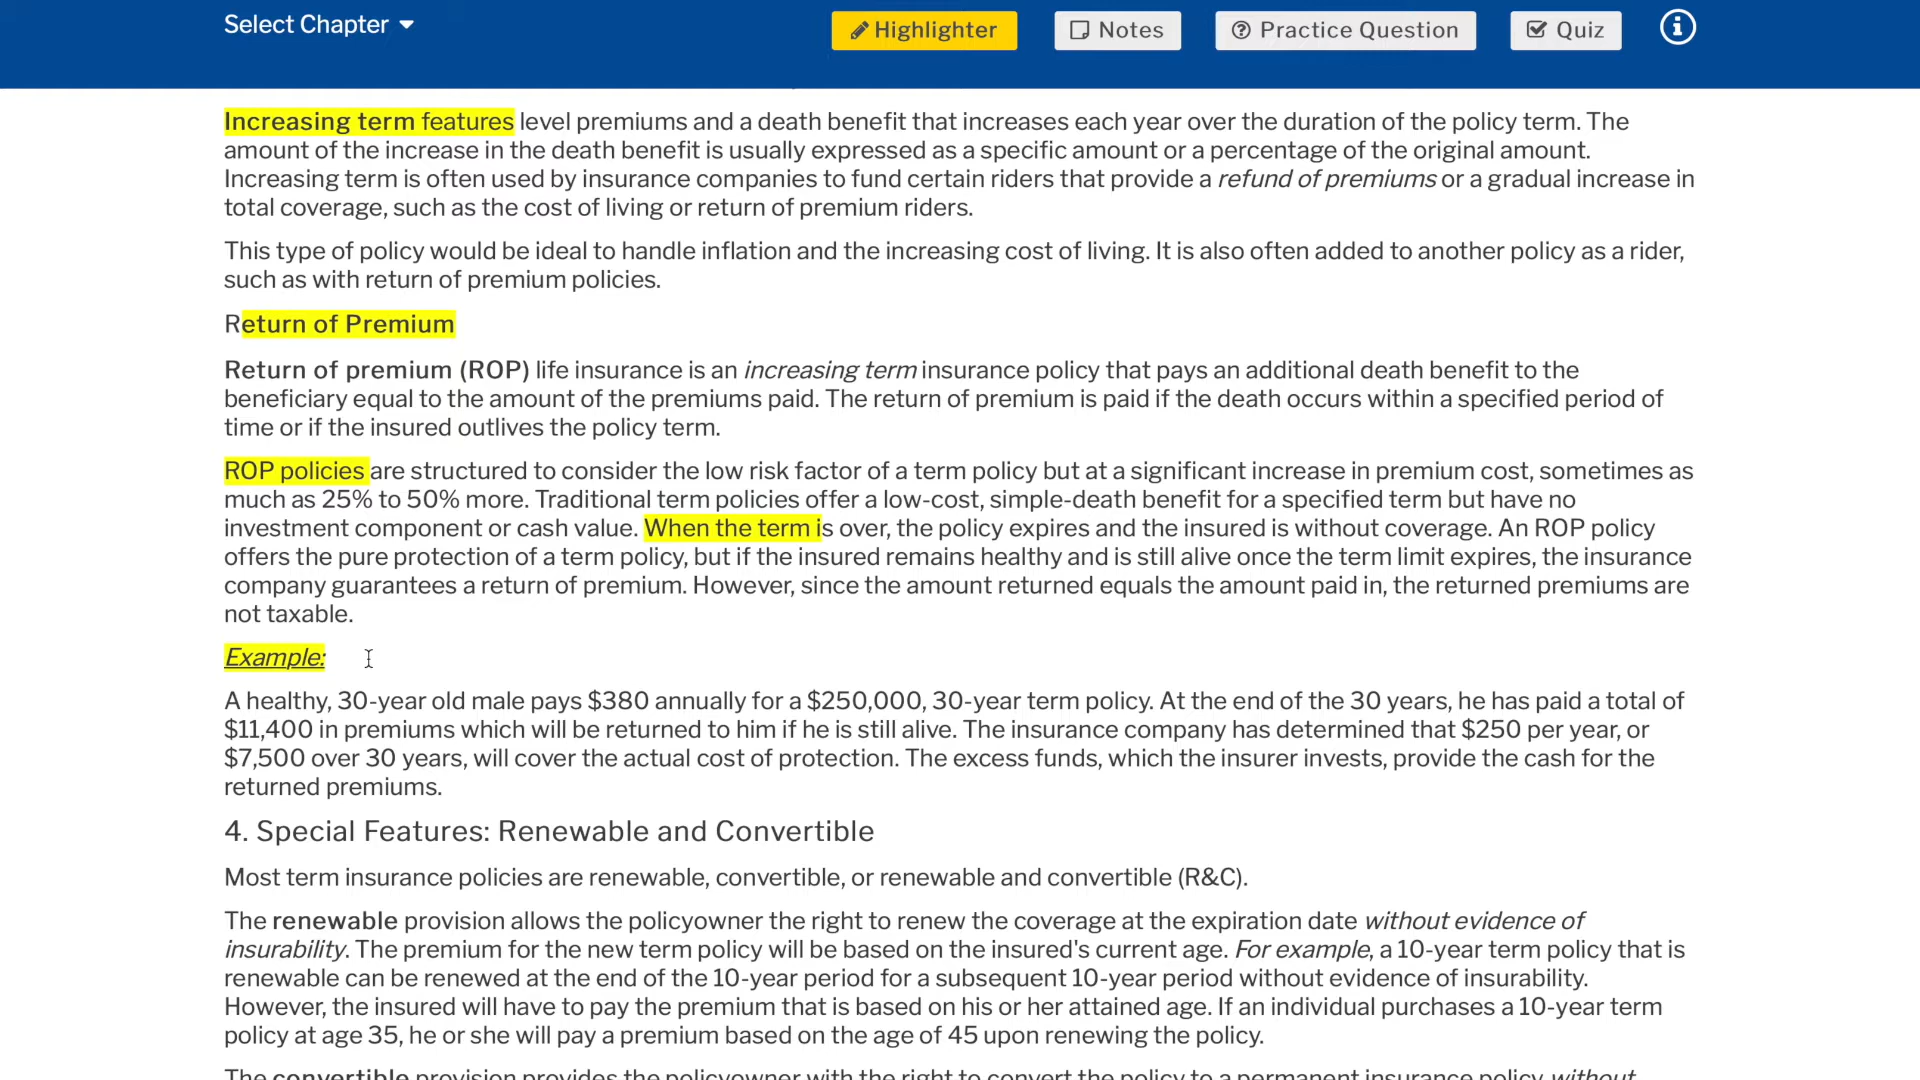 Select Chapter
Highlighter
Notes
Practice Question
Quiz
Increasing term features level premiums and a death benefit that increases each year over the duration of the policy term. The
amount of the increase in the death benefit is usually expressed as a specific amount or a percentage of the original amount.
Increasing term is often used by insurance companies to fund certain riders that provide a refund of premiums or a gradual increase in
total coverage, such as the cost of living or return of premium riders.
This type of policy would be ideal to handle inflation and the increasing cost of living. It is also often added to another policy as a rider,
such as with return of premium policies.
Return of Premium
Return of premium (ROP) life insurance is an increasing term insurance policy that pays an additional death benefit to the
beneficiary equal to the amount of the premiums paid. The return of premium is paid if the death occurs within a specified period of
time or if the insured outlives the policy term.
ROP policies are structured to consider the low risk factor of a term policy but at a significant increase in premium cost, sometimes as
much as 25% to 50% more. Traditional term policies offer a low-cost, simple-death benefit for a specified term but have no
investment component or cash value. When the term is over, the policy expires and the insured is without coverage. An ROP policy
offers the pure protection of a term policy, but if the insured remains healthy and is still alive once the term limit expires, the insurance
company guarantees a return of premium. However, since the amount returned equals the amount paid in, the returned premiums are
not taxable.
Example:
A healthy, 30-year old male pays $380 annually for a $250,000, 30-year term policy. At the end of the 30 years, he has paid a total of
$11,400 in premiums which will be returned to him if he is still alive. The insurance company has determined that $250 per year, or
$7,500 over 30 years, will cover the actual cost of protection. The excess funds, which the insurer invests, provide the cash for the
returned premiums.
4. Special Features: Renewable and Convertible
Most term insurance policies are renewable, convertible, or renewable and convertible (R&C).
The renewable provision allows the policyowner the right to renew the coverage at the expiration date without evidence of
insurability. The premium for the new term policy will be based on the insured's current age. For example, a 10-year term policy that is
renewable can be renewed at the end of the 10-year period for a subsequent 10-year period without evidence of insurability.
However, the insured will have to pay the premium that is based on his or her attained age. If an individual purchases a 10-year term
policy at age 35, he or she will pay a premium based on the age of 45 upon renewing the policy.
The convertible provision provides the policyowner with the right to convert the policy to a permanent insurance policy without